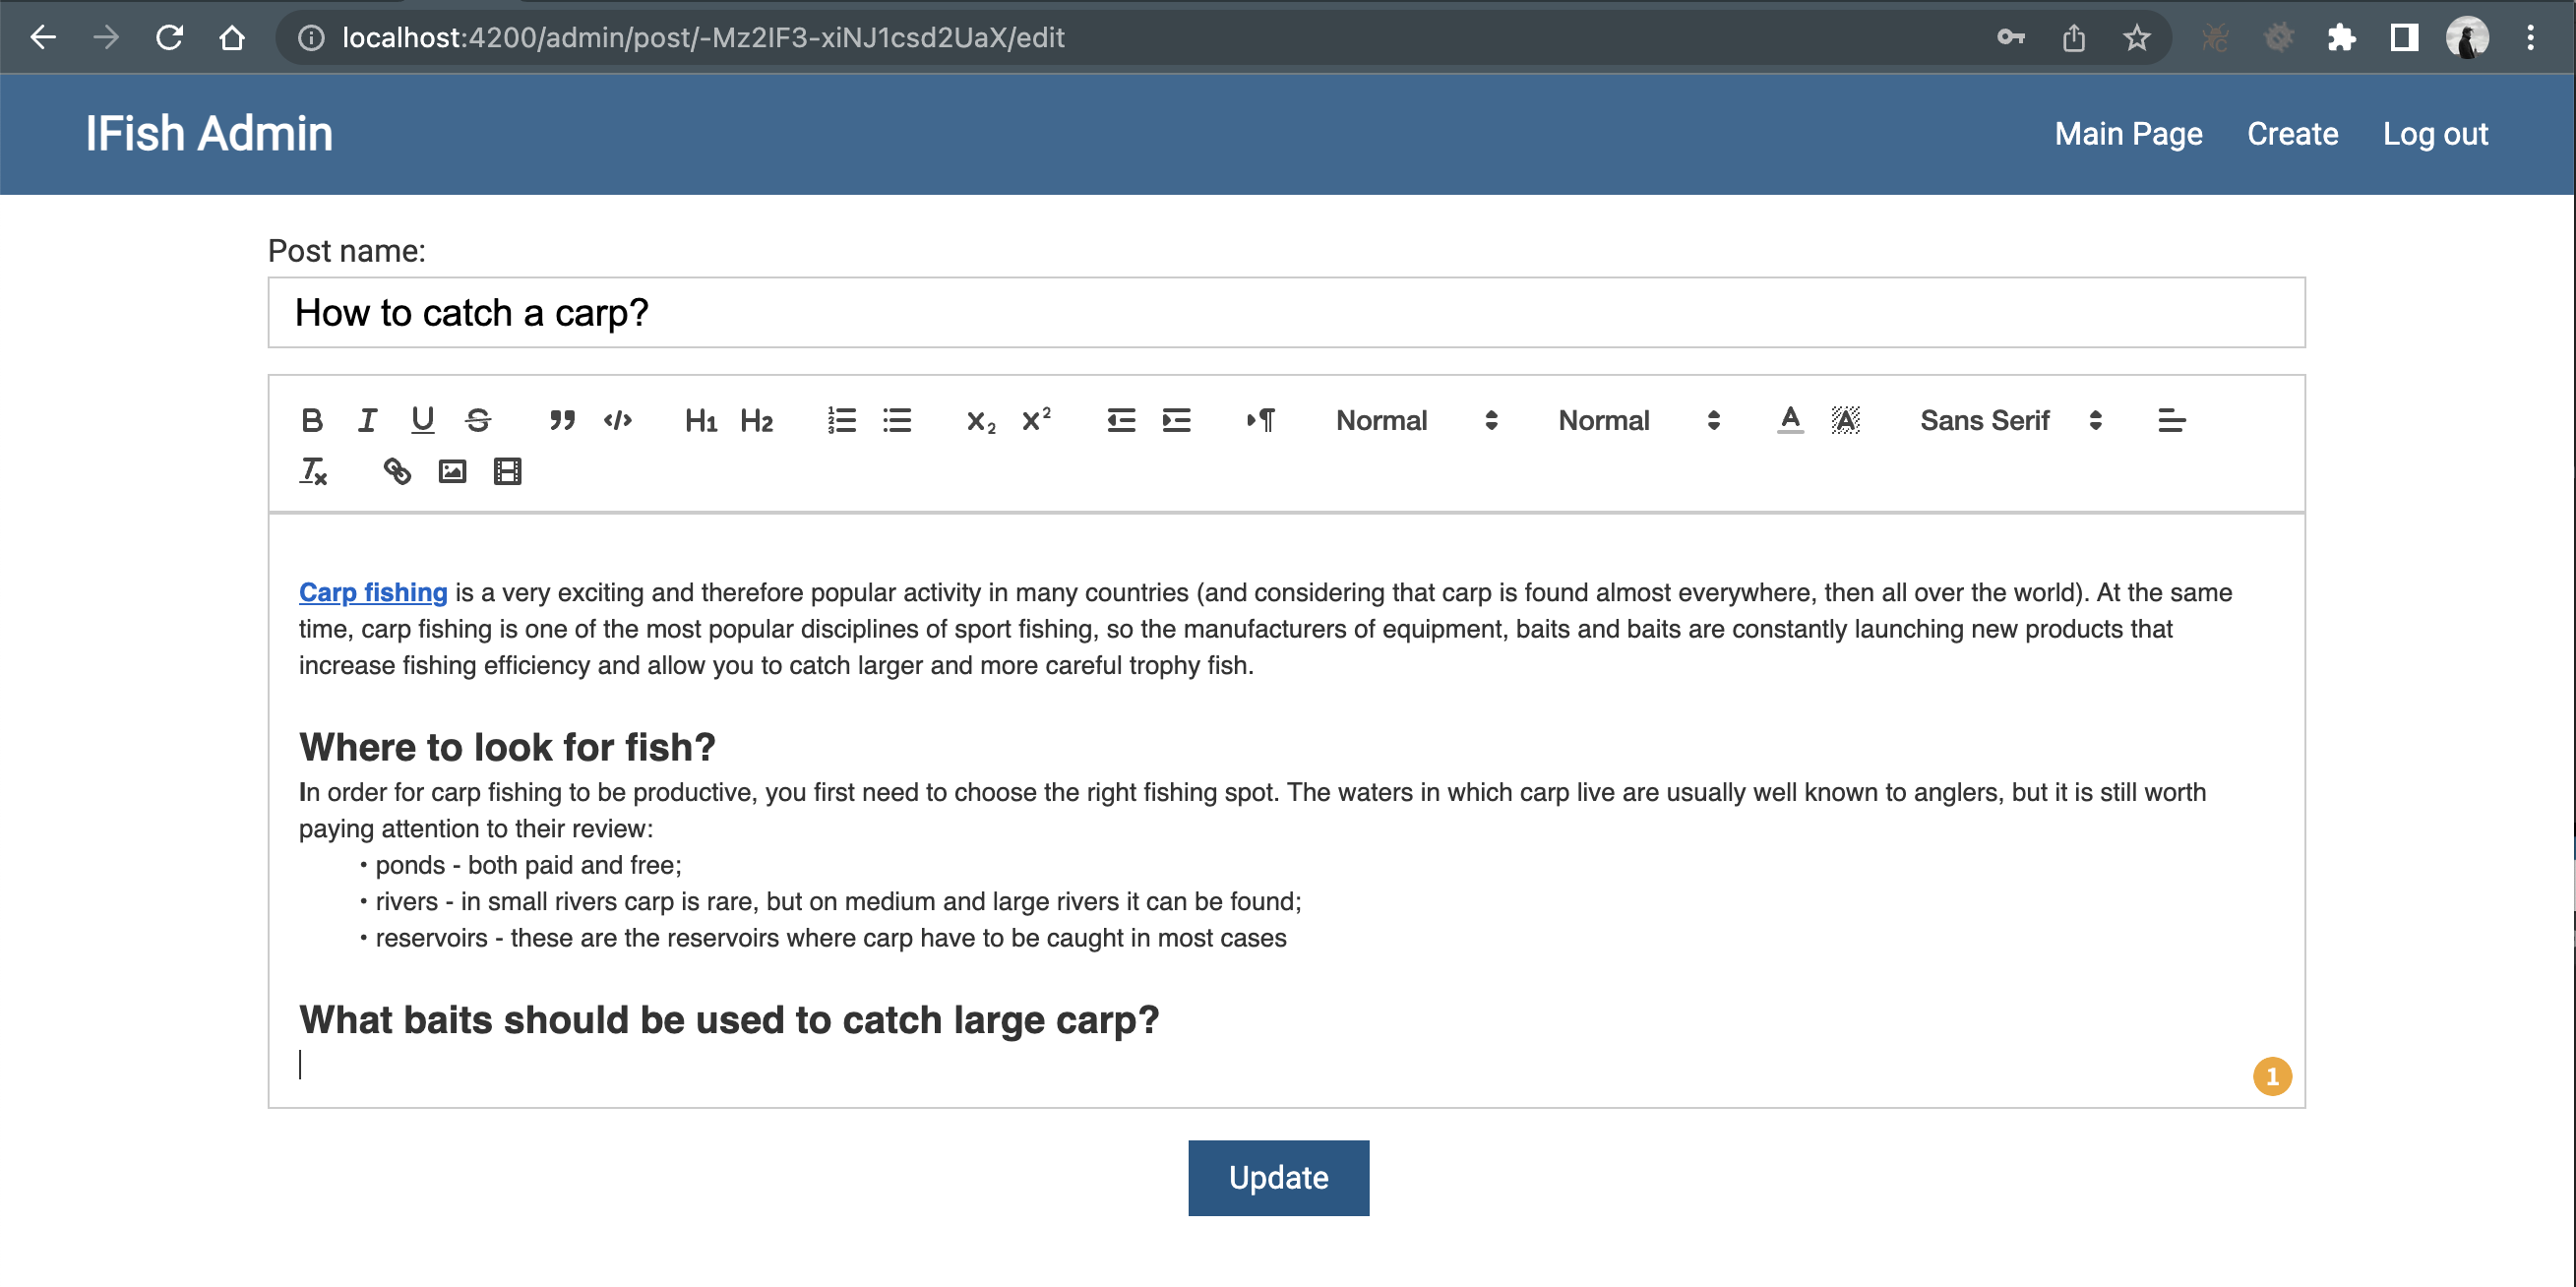 localhost:4200/admin/post/-Mz2IF3-xiNJ1csd2UaX/edit
IFish Admin
Main Page Create Log out
Post name:
How to catch a carp?
B I U S ” </> H1 H2 X2 X2 ¶ Normal Normal A A Sans Serif
Tx
Carp fishing is a very exciting and therefore popular activity in many countries (and considering that carp is found almost everywhere, then all over the world). At the same
time, carp fishing is one of the most popular disciplines of sport fishing, so the manufacturers of equipment, baits and baits are constantly launching new products that
increase fishing efficiency and allow you to catch larger and more careful trophy fish.
Where to look for fish?
In order for carp fishing to be productive, you first need to choose the right fishing spot. The waters in which carp live are usually well known to anglers, but it is still worth
paying attention to their review:
• ponds - both paid and free;
• rivers - in small rivers carp is rare, but on medium and large rivers it can be found;
• reservoirs - these are the reservoirs where carp have to be caught in most cases
What baits should be used to catch large carp?
1
Update